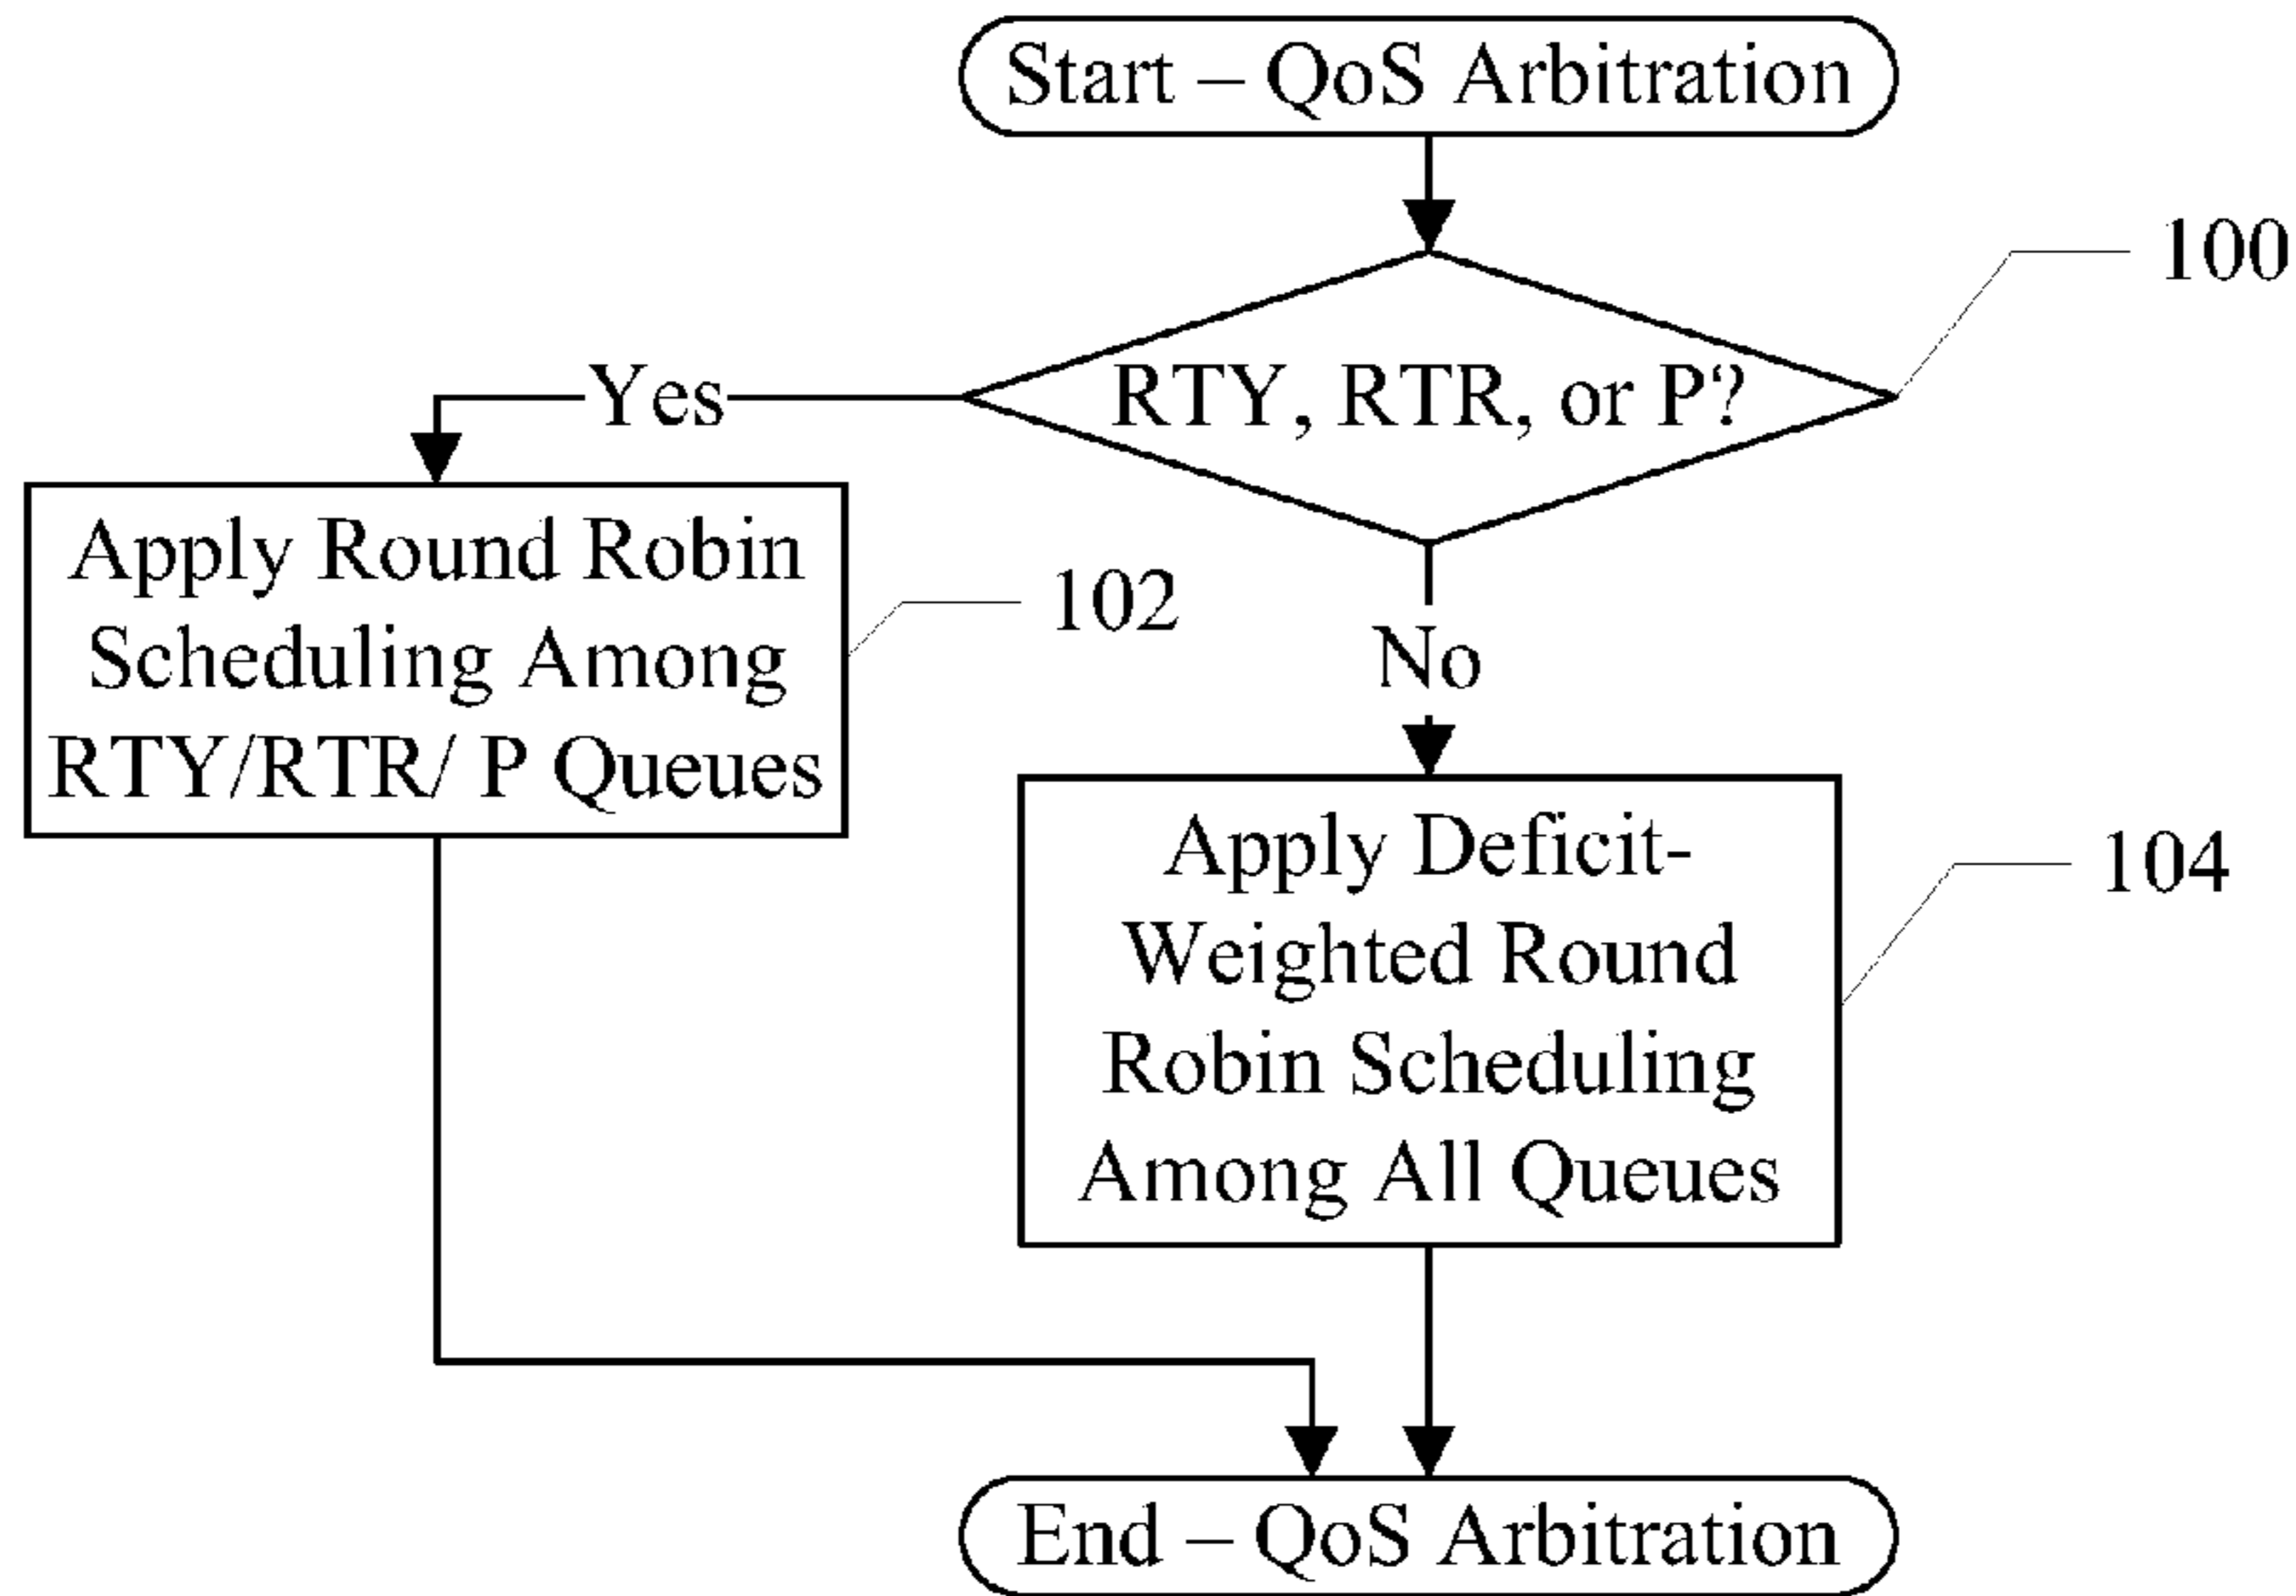 Start – QoS Arbitration
100
RTY, RTR, or P?
Yes
Apply Round Robin
Scheduling Among
RTY/RTR/ P Queues
102
No
Apply Deficit-
Weighted Round
Robin Scheduling
Among All Queues
104
End – QoS Arbitration